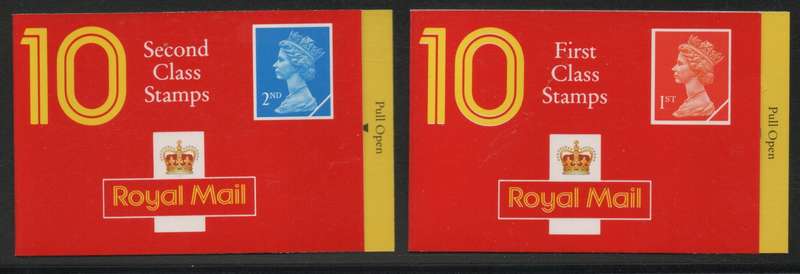 10
Second
Class
Stamps
2ND
Pull Open
Royal Mail
10
First
Class
Stamps
1ST
Pull Open
Royal Mail